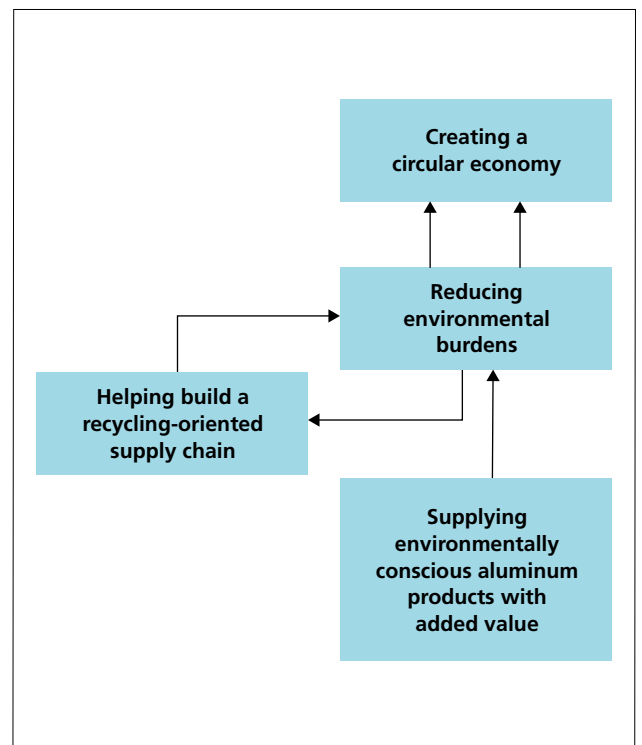 Creating a
circular economy
Reducing
environmental
burdens
Helping build a
recycling-oriented
supply chain
Supplying
environmentally
conscious aluminum
products with
added value